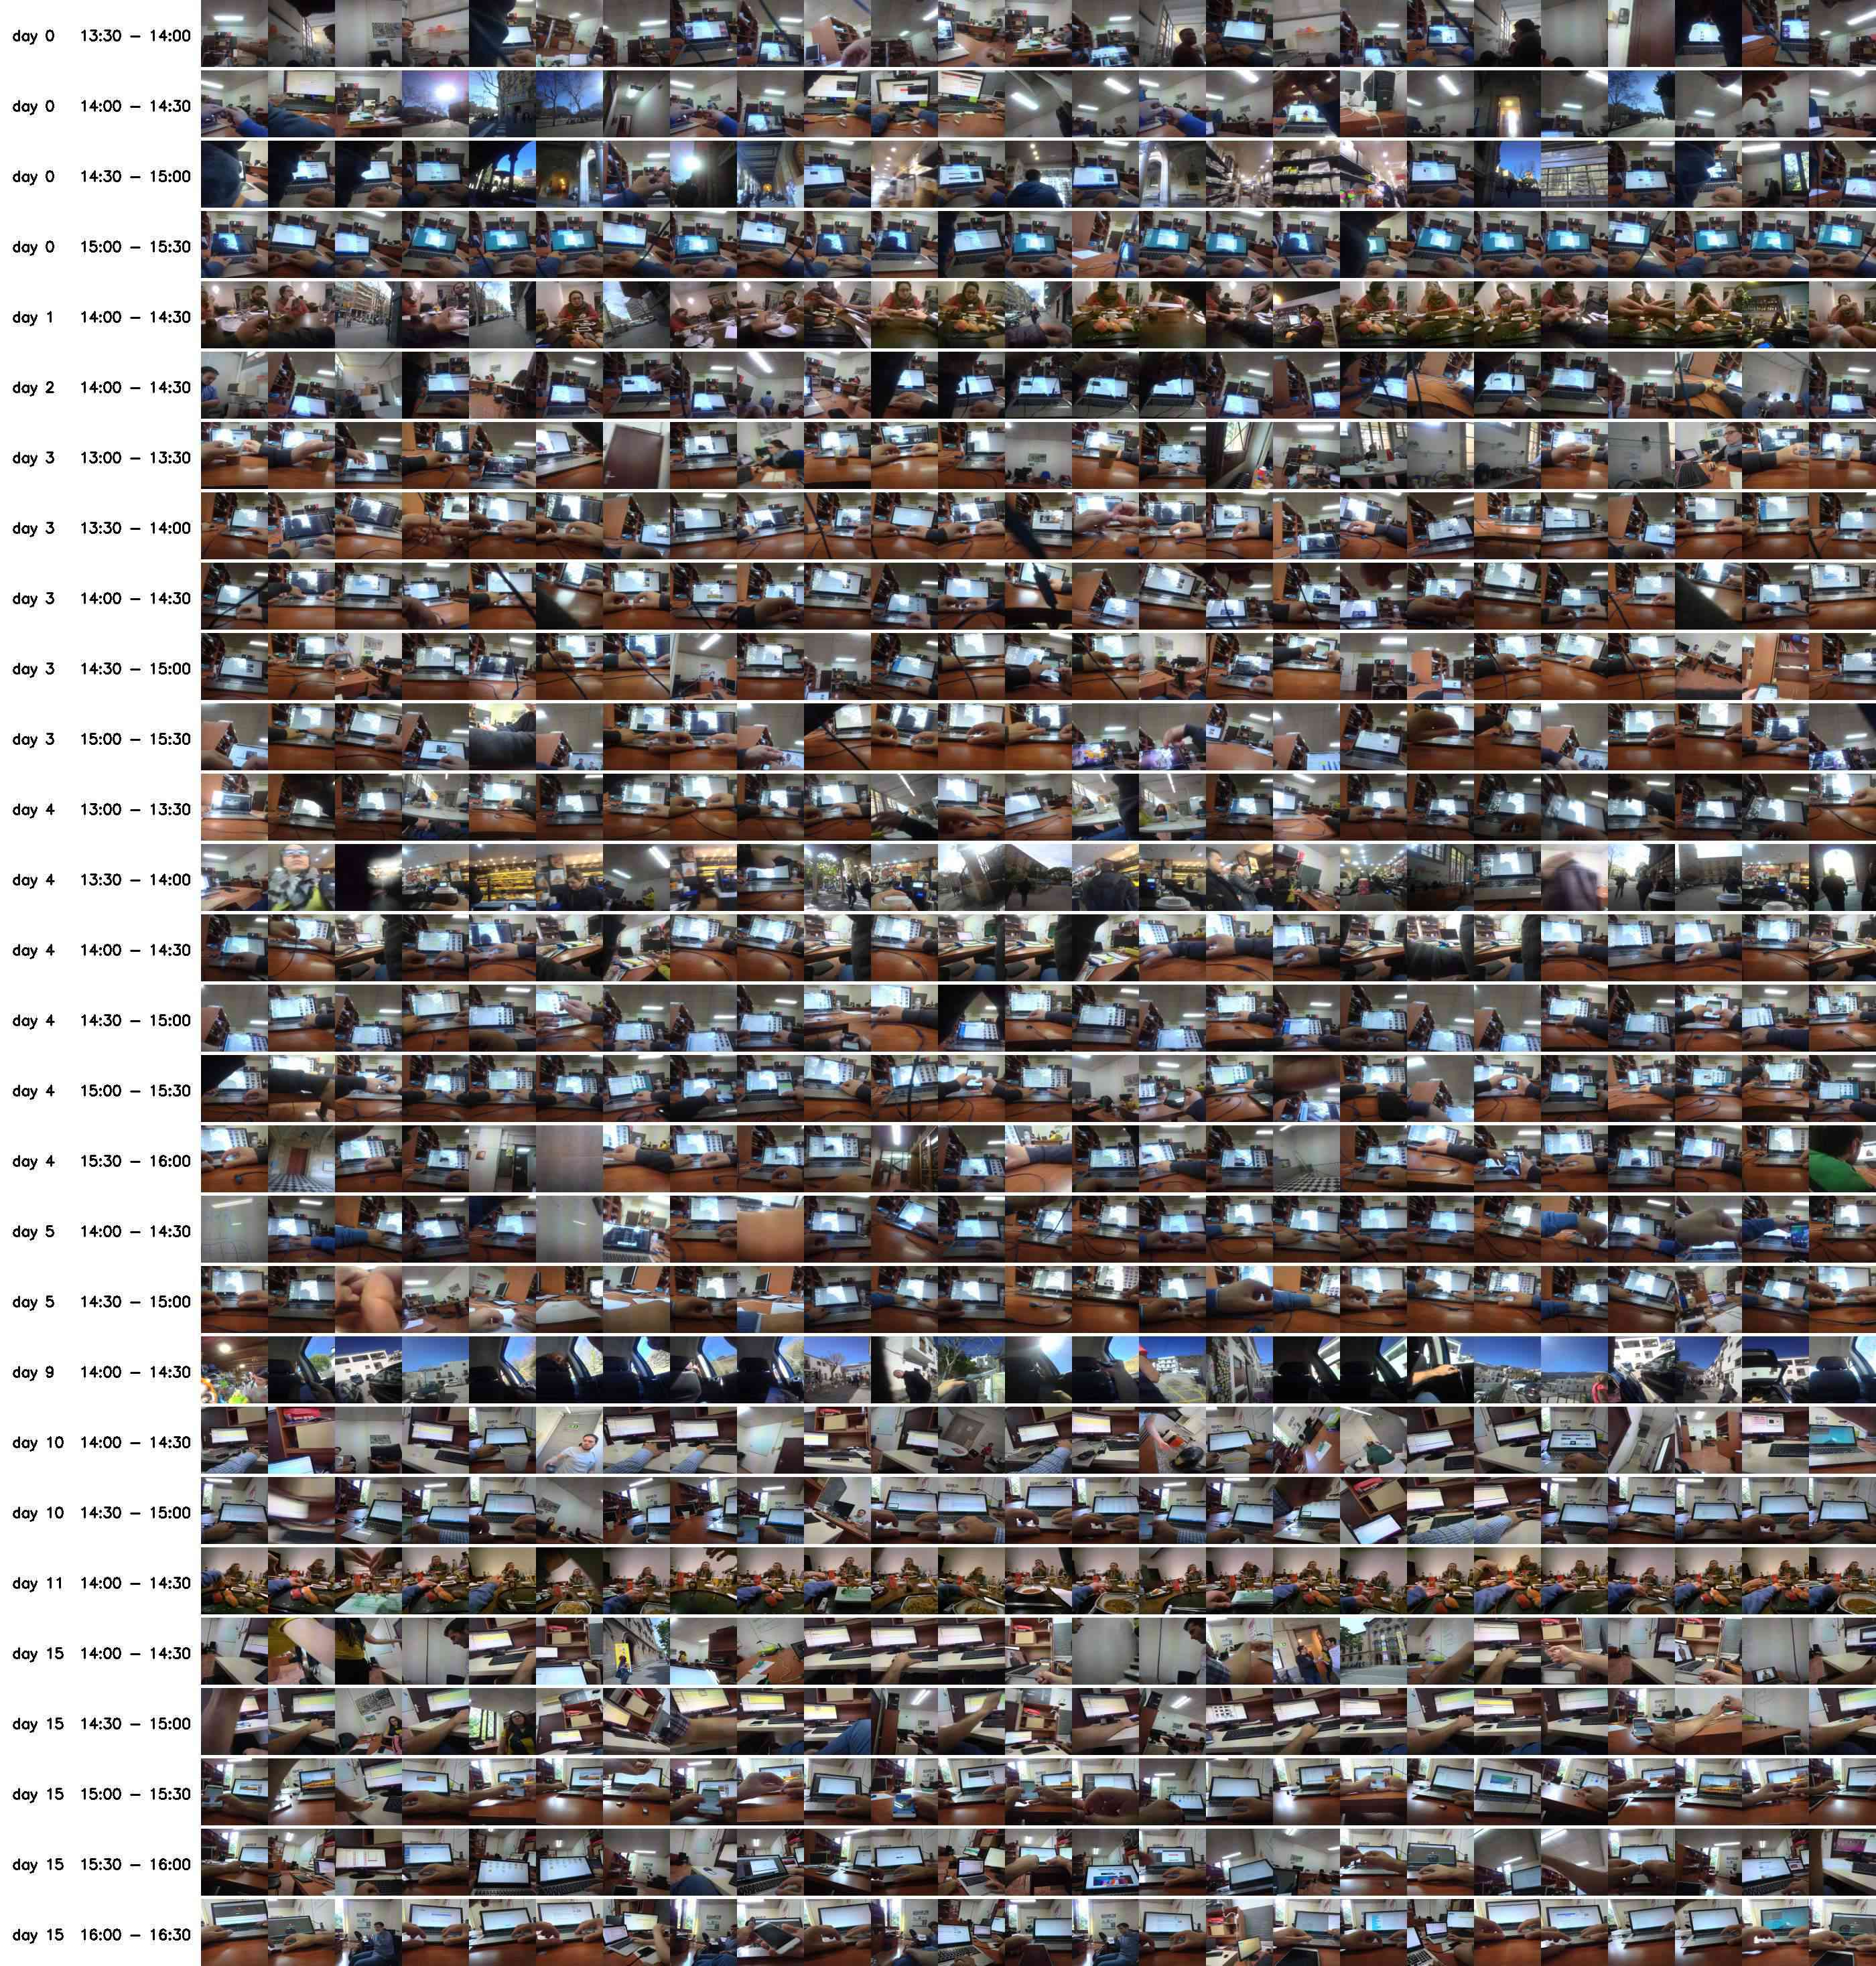 day 0 13:30 – 14:00
day 0 14:00 – 14:30
day 0 14:30 – 15:00
day 0 15:00 – 15:30
day 1 14:00 – 14:30
day 2 14:00 – 14:30
day 3 13:00 – 13:30
day 3 13:30 – 14:00
day 3 14:00 – 14:30
day 3 14:30 – 15:00
day 3 15:00 – 15:30
day 4 13:00 – 13:30
day 4 13:30 – 14:00
day 4 14:00 – 14:30
day 4 14:30 – 15:00
day 4 15:00 – 15:30
day 4 15:30 – 16:00
day 5 14:00 – 14:30
day 5 14:30 – 15:00
day 9 14:00 – 14:30
day 10 14:00 – 14:30
day 10 14:30 – 15:00
day 11 14:00 – 14:30
day 15 14:00 – 14:30
day 15 14:30 – 15:00
day 15 15:00 – 15:30
day 15 15:30 – 16:00
day 15 16:00 – 16:30